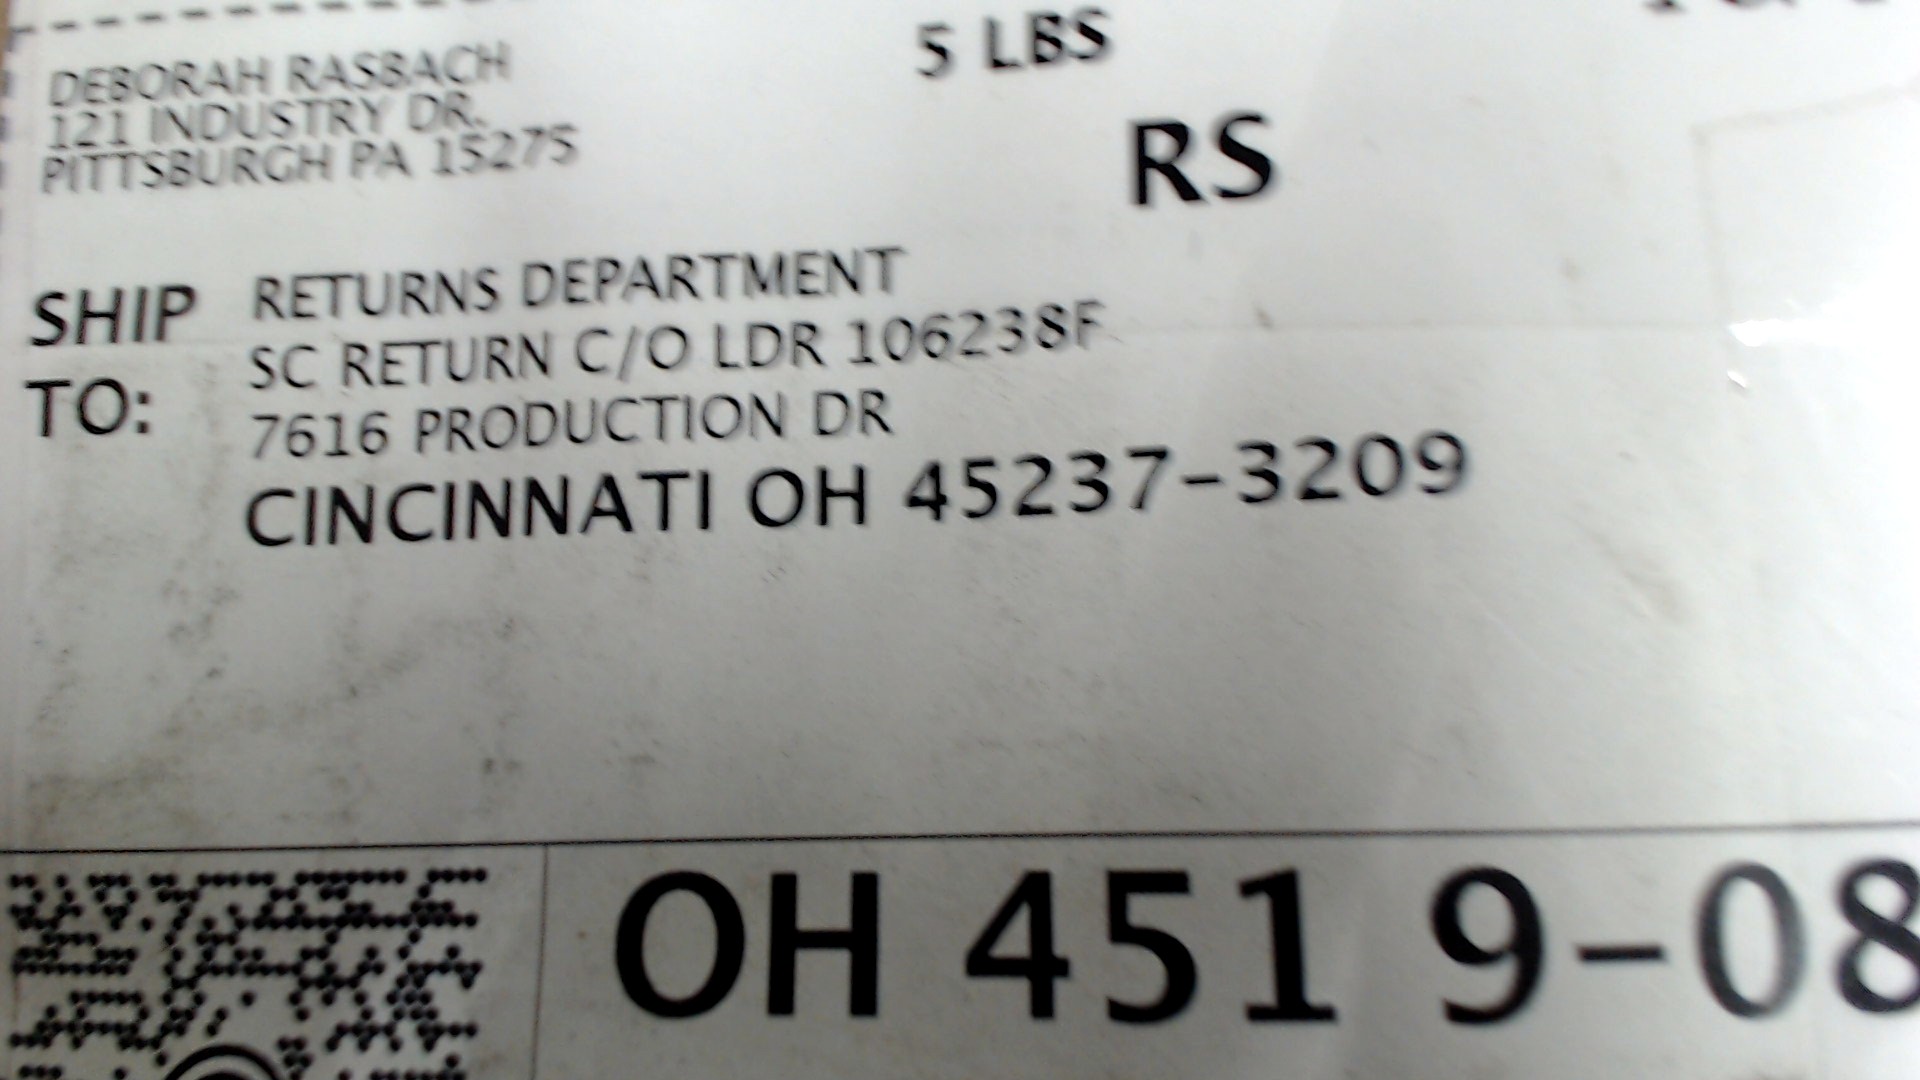 5 LBS
DEBORAH RASBACH
121 INDUSTRY DR.
PITTSBURGH PA 15275
RS
SHIP TO:
RETURNS DEPARTMENT
SC RETURN C/O LDR 106238F
7616 PRODUCTION DR
CINCINNATI OH 45237-3209
OH 451 9-08